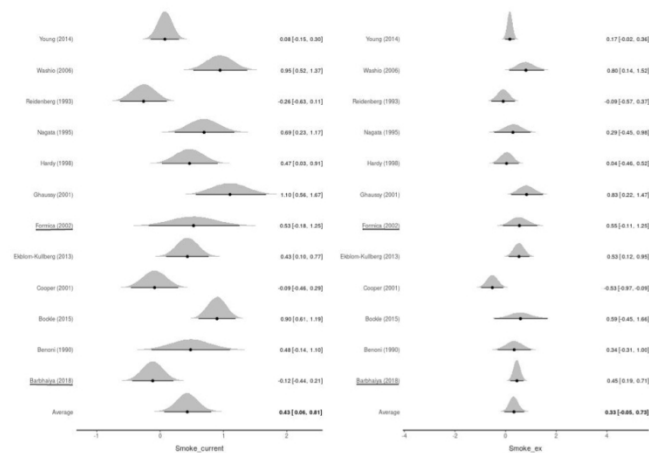 Young (2014) 0.08 [-0.15, 0.30]
Washio (2006) 0.95 [0.52, 1.37]
Reidenberg (1993) -0.26 [-0.63, 0.11]
Nagata (1995) 0.69 [0.23, 1.17]
Hardy (1998) 0.47 [0.03, 0.91]
Ghaussy (2001) 1.10 [0.56, 1.67]
Formica (2002) 0.53 [-0.18, 1.25]
Ekblom-Kullberg (2013) 0.43 [0.10, 0.77]
Cooper (2001) -0.09 [-0.46, 0.29]
Bookle (2015) 0.90 [0.61, 1.19]
Benoni (1990) 0.48 [-0.14, 1.10]
Barbhaiya (2018) -0.12 [-0.44, 0.21]
Average 0.43 [0.06, 0.81]
-1 0 1 2
Smoke_current
Young (2014) 0.17 [-0.02, 0.36]
Washio (2006) 0.80 [0.14, 1.52]
Reidenberg (1993) -0.09 [-0.57, 0.37]
Nagata (1995) 0.29 [-0.45, 0.98]
Hardy (1998) 0.04 [-0.46, 0.52]
Ghaussy (2001) 0.83 [0.22, 1.47]
Formica (2002) 0.55 [-0.11, 1.25]
Ekblom-Kullberg (2013) 0.53 [0.12, 0.95]
Cooper (2001) -0.53 [-0.97, -0.09]
Bookle (2015) 0.59 [-0.45, 1.66]
Benoni (1990) 0.34 [-0.31, 1.00]
Barbhaiya (2018) 0.45 [0.19, 0.71]
Average 0.33 [-0.05, 0.73]
-4 -2 0 2 4
Smoke_ex